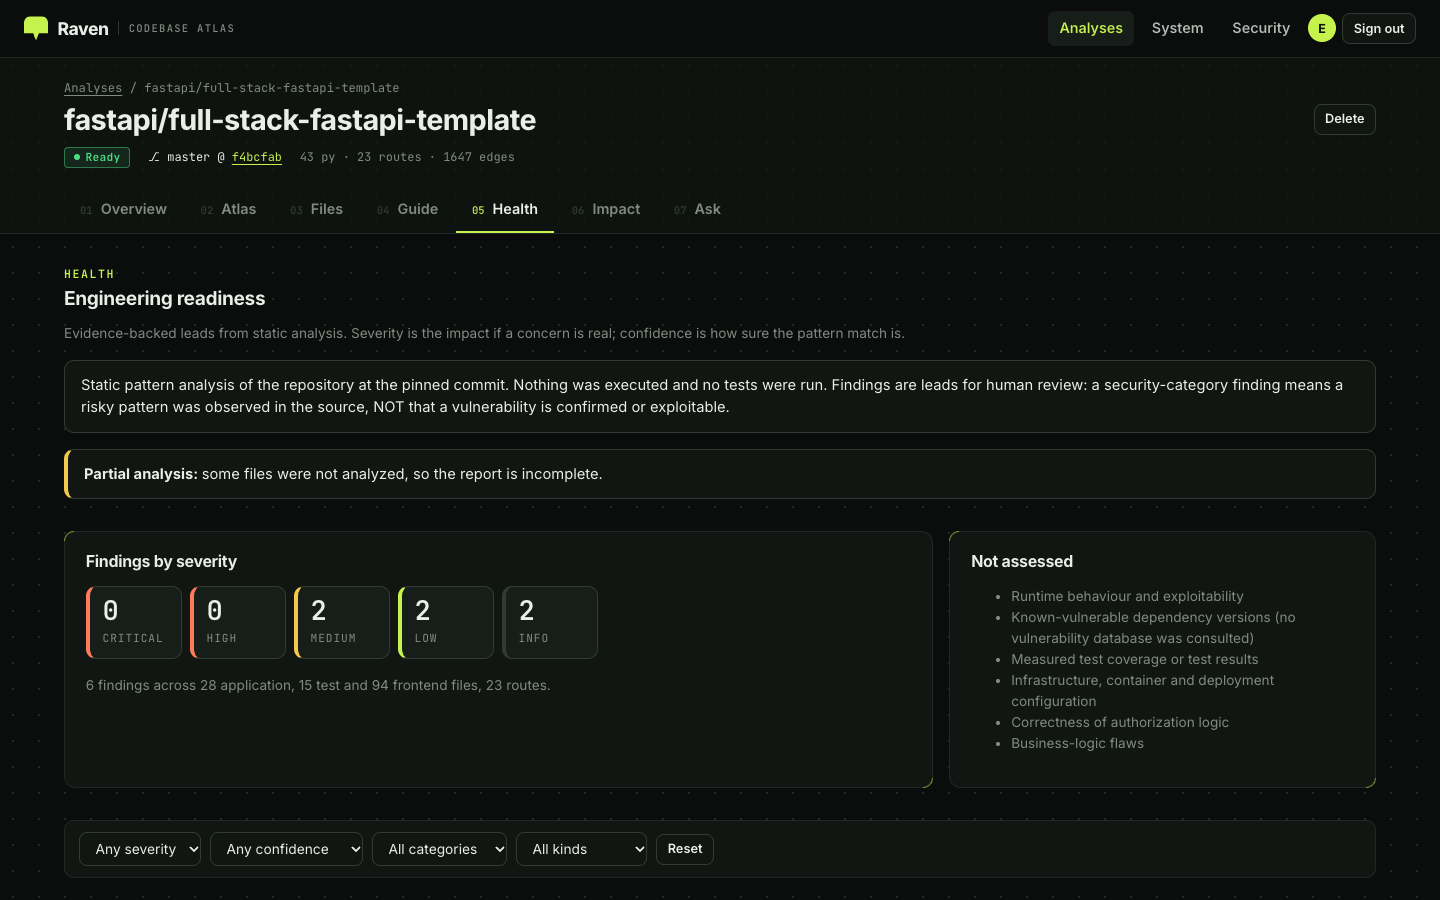 Raven
CODEBASE ATLAS
Analyses
System
Security
E
Sign out
Analyses / fastapi/full-stack-fastapi-template
fastapi/full-stack-fastapi-template
Delete
Ready
⎇ master @ f4bcfab
43 py · 23 routes · 1647 edges
01 Overview
02 Atlas
03 Files
04 Guide
05 Health
06 Impact
07 Ask
HEALTH
Engineering readiness
Evidence-backed leads from static analysis. Severity is the impact if a concern is real; confidence is how sure the pattern match is.
Static pattern analysis of the repository at the pinned commit. Nothing was executed and no tests were run. Findings are leads for human review: a security-category finding means a
risky pattern was observed in the source, NOT that a vulnerability is confirmed or exploitable.
Partial analysis: some files were not analyzed, so the report is incomplete.
Findings by severity
0
CRITICAL
0
HIGH
2
MEDIUM
2
LOW
2
INFO
6 findings across 28 application, 15 test and 94 frontend files, 23 routes.
Not assessed
• Runtime behaviour and exploitability
• Known-vulnerable dependency versions (no
vulnerability database was consulted)
• Measured test coverage or test results
• Infrastructure, container and deployment
configuration
• Correctness of authorization logic
• Business-logic flaws
Any severity
Any confidence
All categories
All kinds
Reset